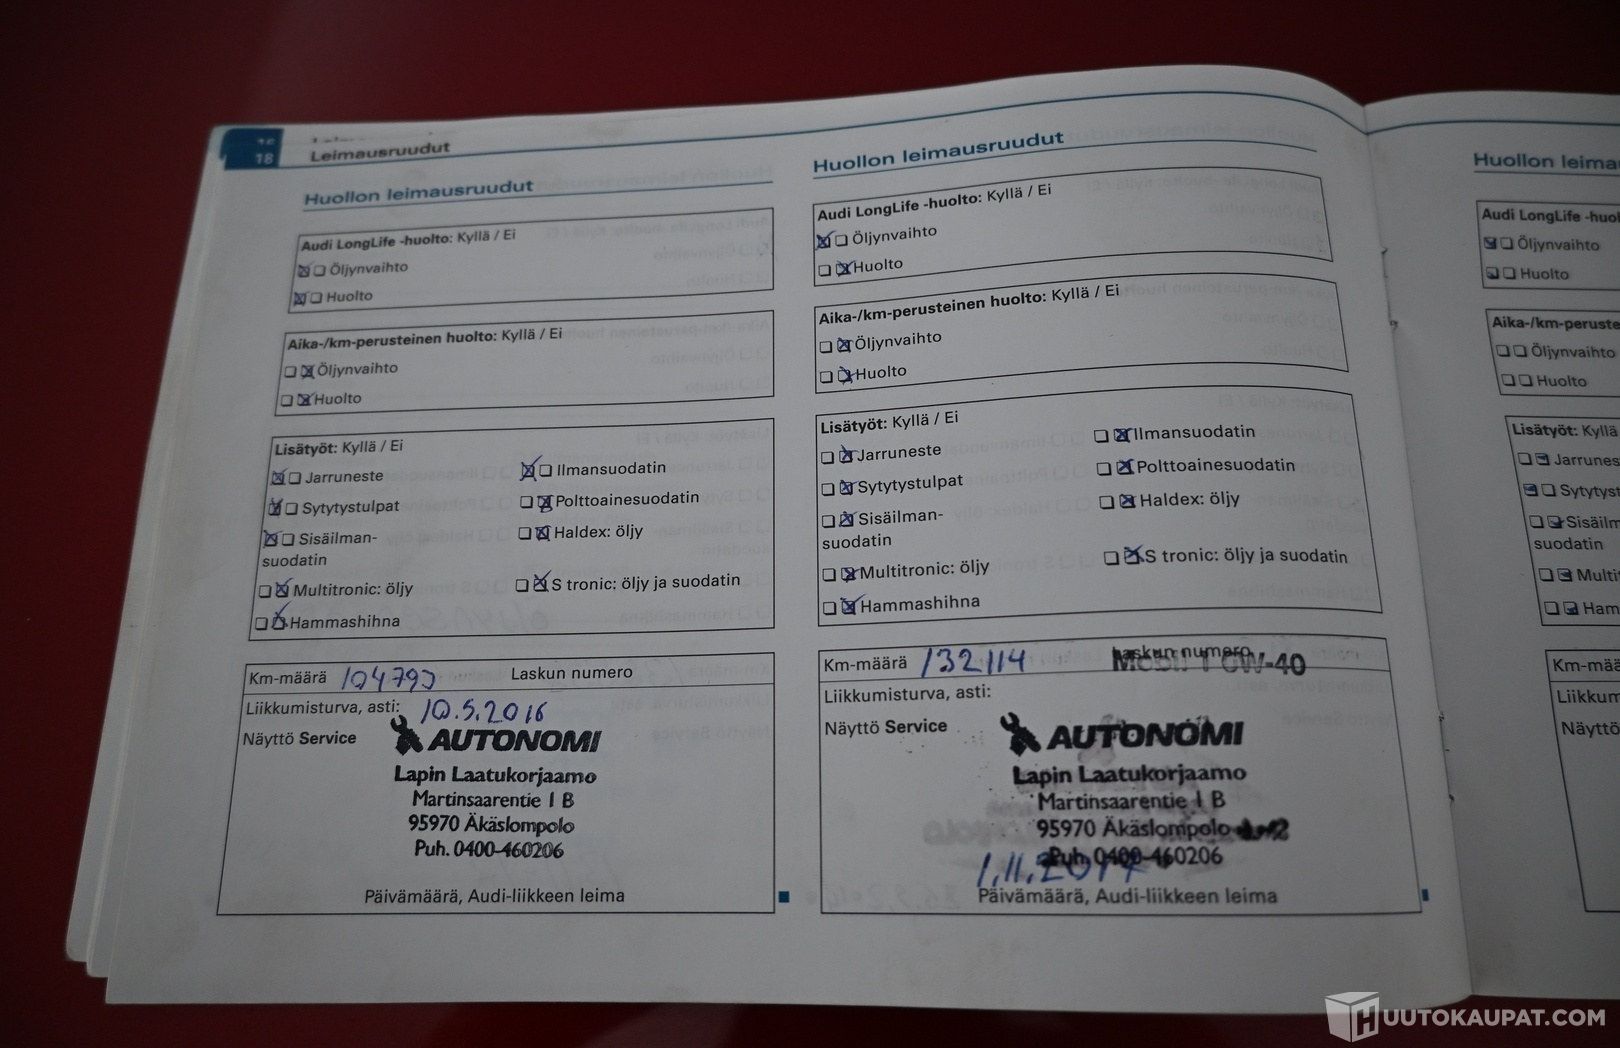 18
Leimausruudut
Huollon leimausruudut
Audi LongLife -huolto: Kyllä / Ei
Öljynvaihto
Huolto
Aika-/km-perusteinen huolto: Kyllä / Ei
Öljynvaihto
Huolto
Lisätyöt: Kyllä / Ei
Jarruneste
Ilmansuodatin
Sytytystulpat
Polttoainesuodatin
Sisäilman-
suodatin
Haldex: öljy
Multitronic: öljy
S tronic: öljy ja suodatin
Hammashihna
Km-määrä 104790 Laskun numero
Liikkumisturva, asti: 10.5.2016
Näyttö Service
AUTONOMI
Lapin Laatukorjaamo
Martinsaarentie 1 B
95970 Äkäslompolo
Puh. 0400-460206
Päivämäärä, Audi-liikkeen leima
Huollon leimausruudut
Audi LongLife -huolto: Kyllä / Ei
Öljynvaihto
Huolto
Aika-/km-perusteinen huolto: Kyllä / Ei
Öljynvaihto
Huolto
Lisätyöt: Kyllä / Ei
Jarruneste
Ilmansuodatin
Sytytystulpat
Polttoainesuodatin
Sisäilman-
suodatin
Haldex: öljy
Multitronic: öljy
S tronic: öljy ja suodatin
Hammashihna
Km-määrä 132114 Laskun numero
Mobil 1 0W-40
Liikkumisturva, asti:
Näyttö Service
AUTONOMI
Lapin Laatukorjaamo
Martinsaarentie 1 B
95970 Äkäslompolo
Puh. 0400-460206
1.11.2017
Päivämäärä, Audi-liikkeen leima
Huollon leima
Audi LongLife -huo
Öljynvaihto
Huolto
Aika-/km-peruste
Öljynvaihto
Huolto
Lisätyöt: Kyllä
Jarrunes
Sytytyst
Sisäilm
suodatin
Multi
Ham
Km-mää
Liikkum
Näyttö
HUUTOKAUPAT.COM